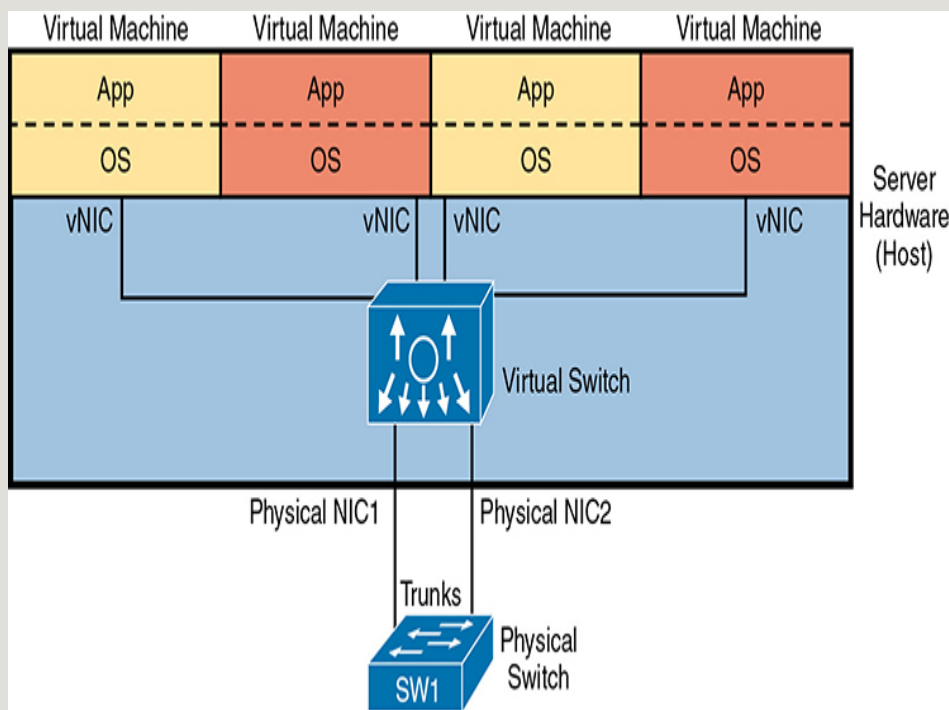 Virtual Machine Virtual Machine Virtual Machine Virtual Machine
App App App App
OS OS OS OS
Server
Hardware
(Host)
vNIC vNIC vNIC vNIC
Virtual Switch
Physical NIC1 Physical NIC2
Trunks
Physical
Switch
SW1